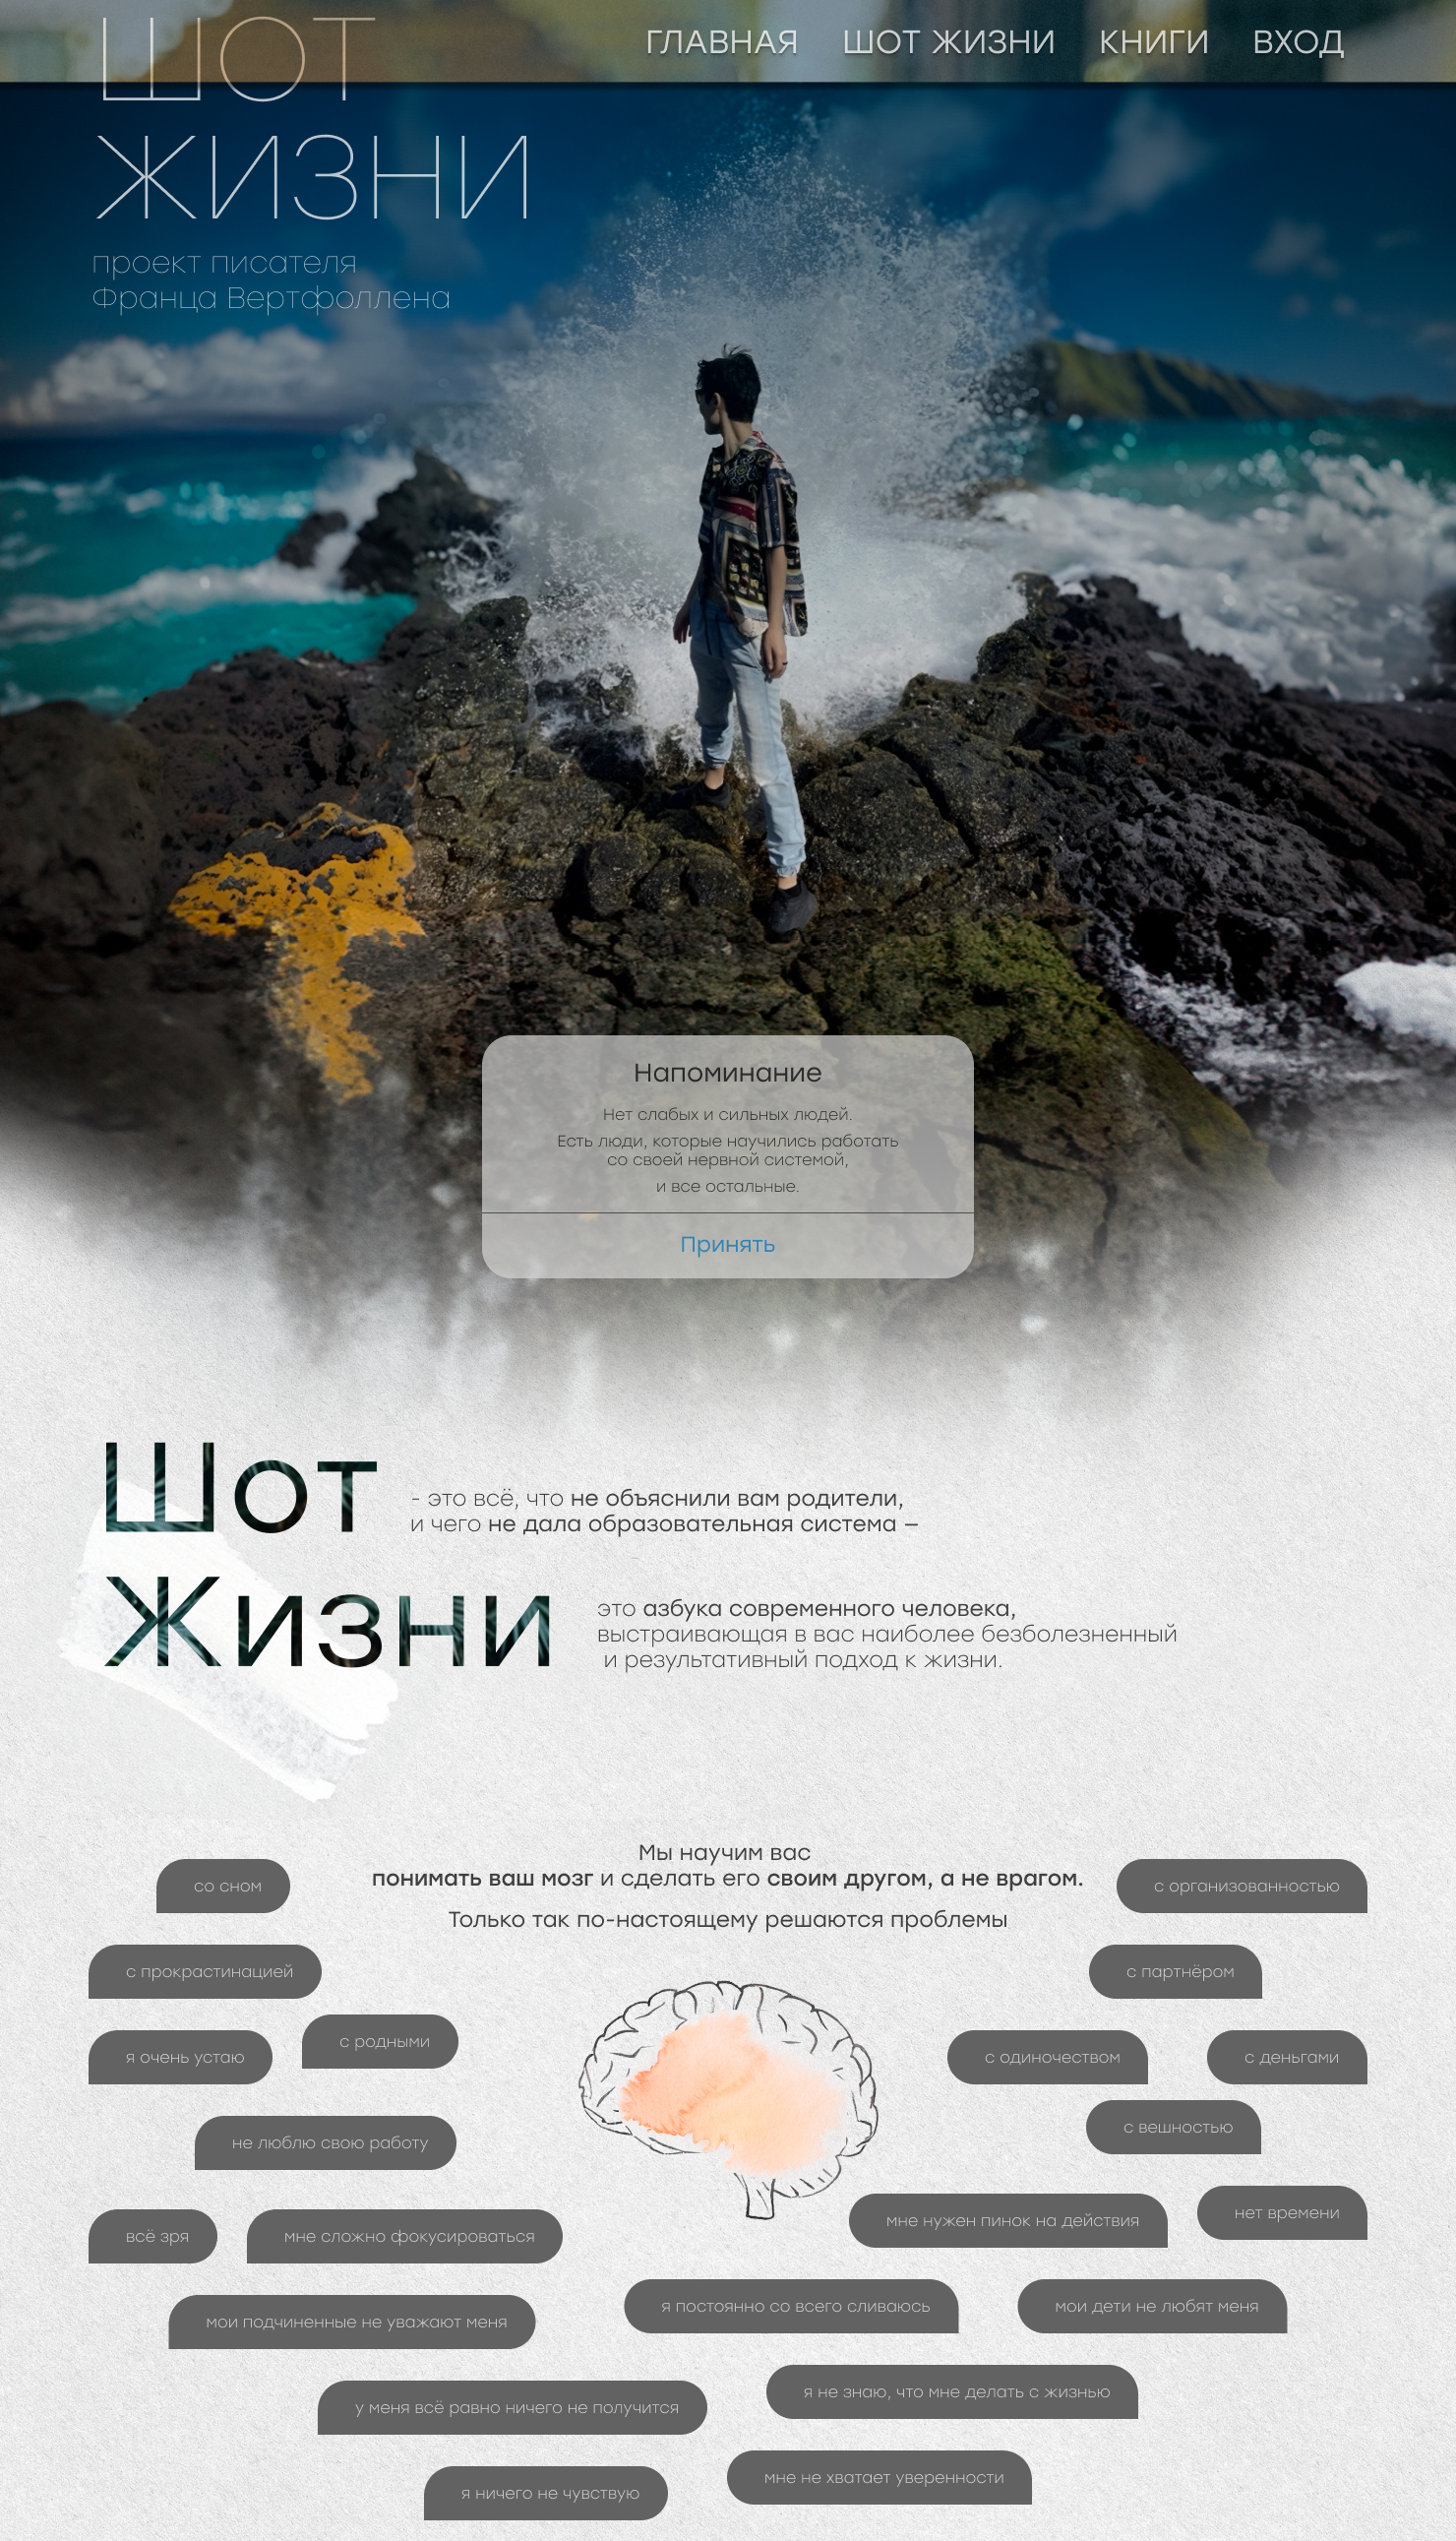 ШОТ
ГЛАВНАЯ ШОТ ЖИЗНИ КНИГИ ВХОД
ЖИЗНИ
проект писателя
Франца Вертфоллена
Напоминание
Нет слабых и сильных людей.
Есть люди, которые научились работать
со своей нервной системой,
и все остальные.
Принять
Шот
- это всё, что не объяснили вам родители,
и чего не дала образовательная система —
Жизни
это азбука современного человека,
выстраивающая в вас наиболее безболезненный
и результативный подход к жизни.
Мы научим вас
понимать ваш мозг и сделать его своим другом, а не врагом.
Только так по-настоящему решаются проблемы
со сном
с организованностью
с прокрастинацией
с партнёром
с родными
я очень устаю
с одиночеством
с деньгами
с вешностью
не люблю свою работу
нет времени
мне нужен пинок на действия
всё зря
мне сложно фокусироваться
я постоянно со всего сливаюсь
мои дети не любят меня
мои подчиненные не уважают меня
я не знаю, что мне делать с жизнью
у меня всё равно ничего не получится
мне не хватает уверенности
я ничего не чувствую